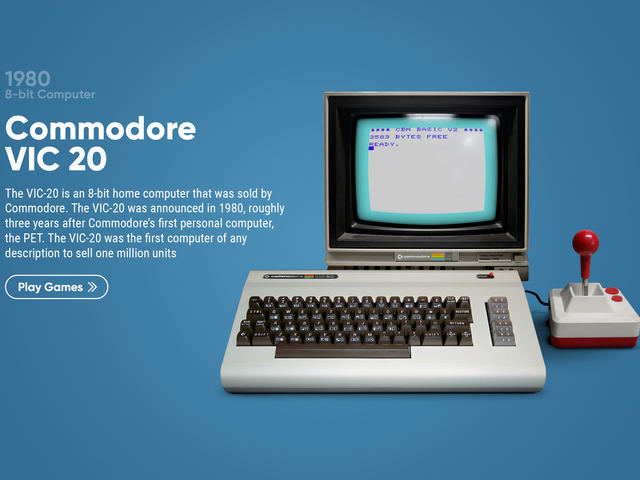 1980
8-bit Computer
Commodore
VIC 20
The VIC-20 is an 8-bit home computer that was sold by
Commodore. The VIC-20 was announced in 1980, roughly
three years after Commodore's first personal computer,
the PET. The VIC-20 was the first computer of any
description to sell one million units
Play Games
**** CBM BASIC V2 ****
3583 BYTES FREE
READY.
commodore
RETURN